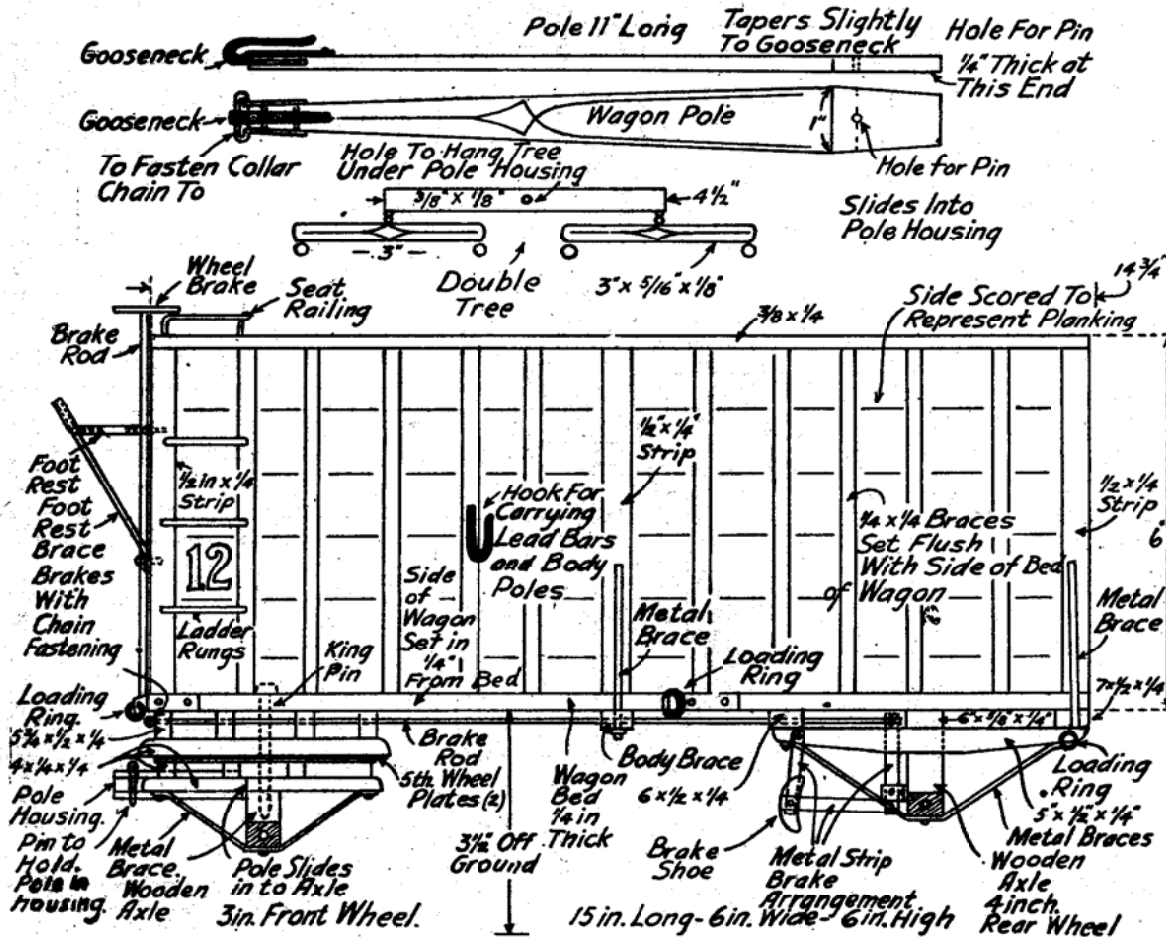 Pole 11" Long
Tapers Slightly
To Gooseneck
Hole For Pin
1/4" Thick at
This End
Gooseneck
Gooseneck
To Fasten Collar
Chain To
Wagon Pole
1"
Hole for Pin
Slides Into
Pole Housing
Hole To Hang Tree
Under Pole Housing
3/8" x 1/8"
4 1/2"
3"
Double
Tree
3" x 5/16" x 1/8"
Wheel
Brake
Seat
Railing
Brake
Rod
3/8 x 1/4
Side Scored To
Represent Planking
14 3/4"
Foot
Rest
Foot
Rest
Brace
Brakes
With
Chain
Fastening
1/2 in x 1/4
Strip
12
Ladder
Rungs
King
Pin
Side
of
Wagon
Set in
1/4"
From Bed
Hook For
Carrying
Lead Bars
and Body
Poles
1/2" x 1/4"
Strip
Metal
Brace
Loading
Ring
1/4 x 1/4 Braces
Set Flush
With Side of Bed
of Wagon
1/2 x 1/4
Strip
6
Metal
Brace
7 x 1/2 x 1/4
Loading
Ring.
5 3/4 x 1/2 x 1/4
4 x 1/4 x 1/4
Pole
Housing.
Pin to
Hold.
Pole in
housing.
Metal
Brace.
Wooden
Axle
Pole Slides
in to Axle
3in. Front Wheel.
Brake
Rod
5th Wheel
Plates (2)
3 1/2" Off
Ground
Wagon
Bed
1/4 in
Thick
Body Brace
6 x 1/2 x 1/4
Brake
Shoe
Metal Strip
Brake
Arrangement
6" x 3/8" x 1/4"
Loading
Ring
5" x 1/2" x 1/4"
Metal Braces
Wooden
Axle
4 inch.
Rear Wheel
15 in. Long - 6 in. Wide - 6 in. High